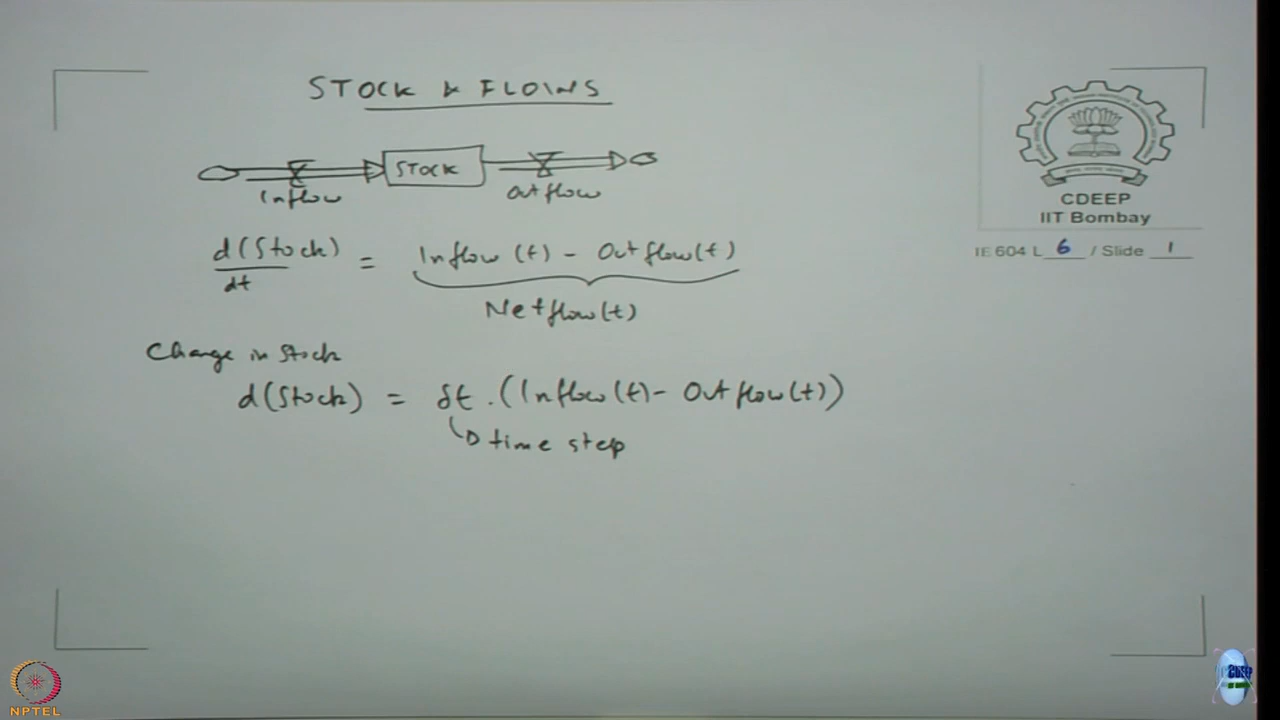 STOCK & FLOWS
STOCK
Inflow
Outflow
d(Stock)
dt
= Inflow(t) - Outflow(t)
Netflow(t)
Change in Stock
d(Stock) = δt . (Inflow(t) - Outflow(t))
time step
CDEEP
IIT Bombay
IE 604 L 6 / Slide 1
NPTEL
CDEEP